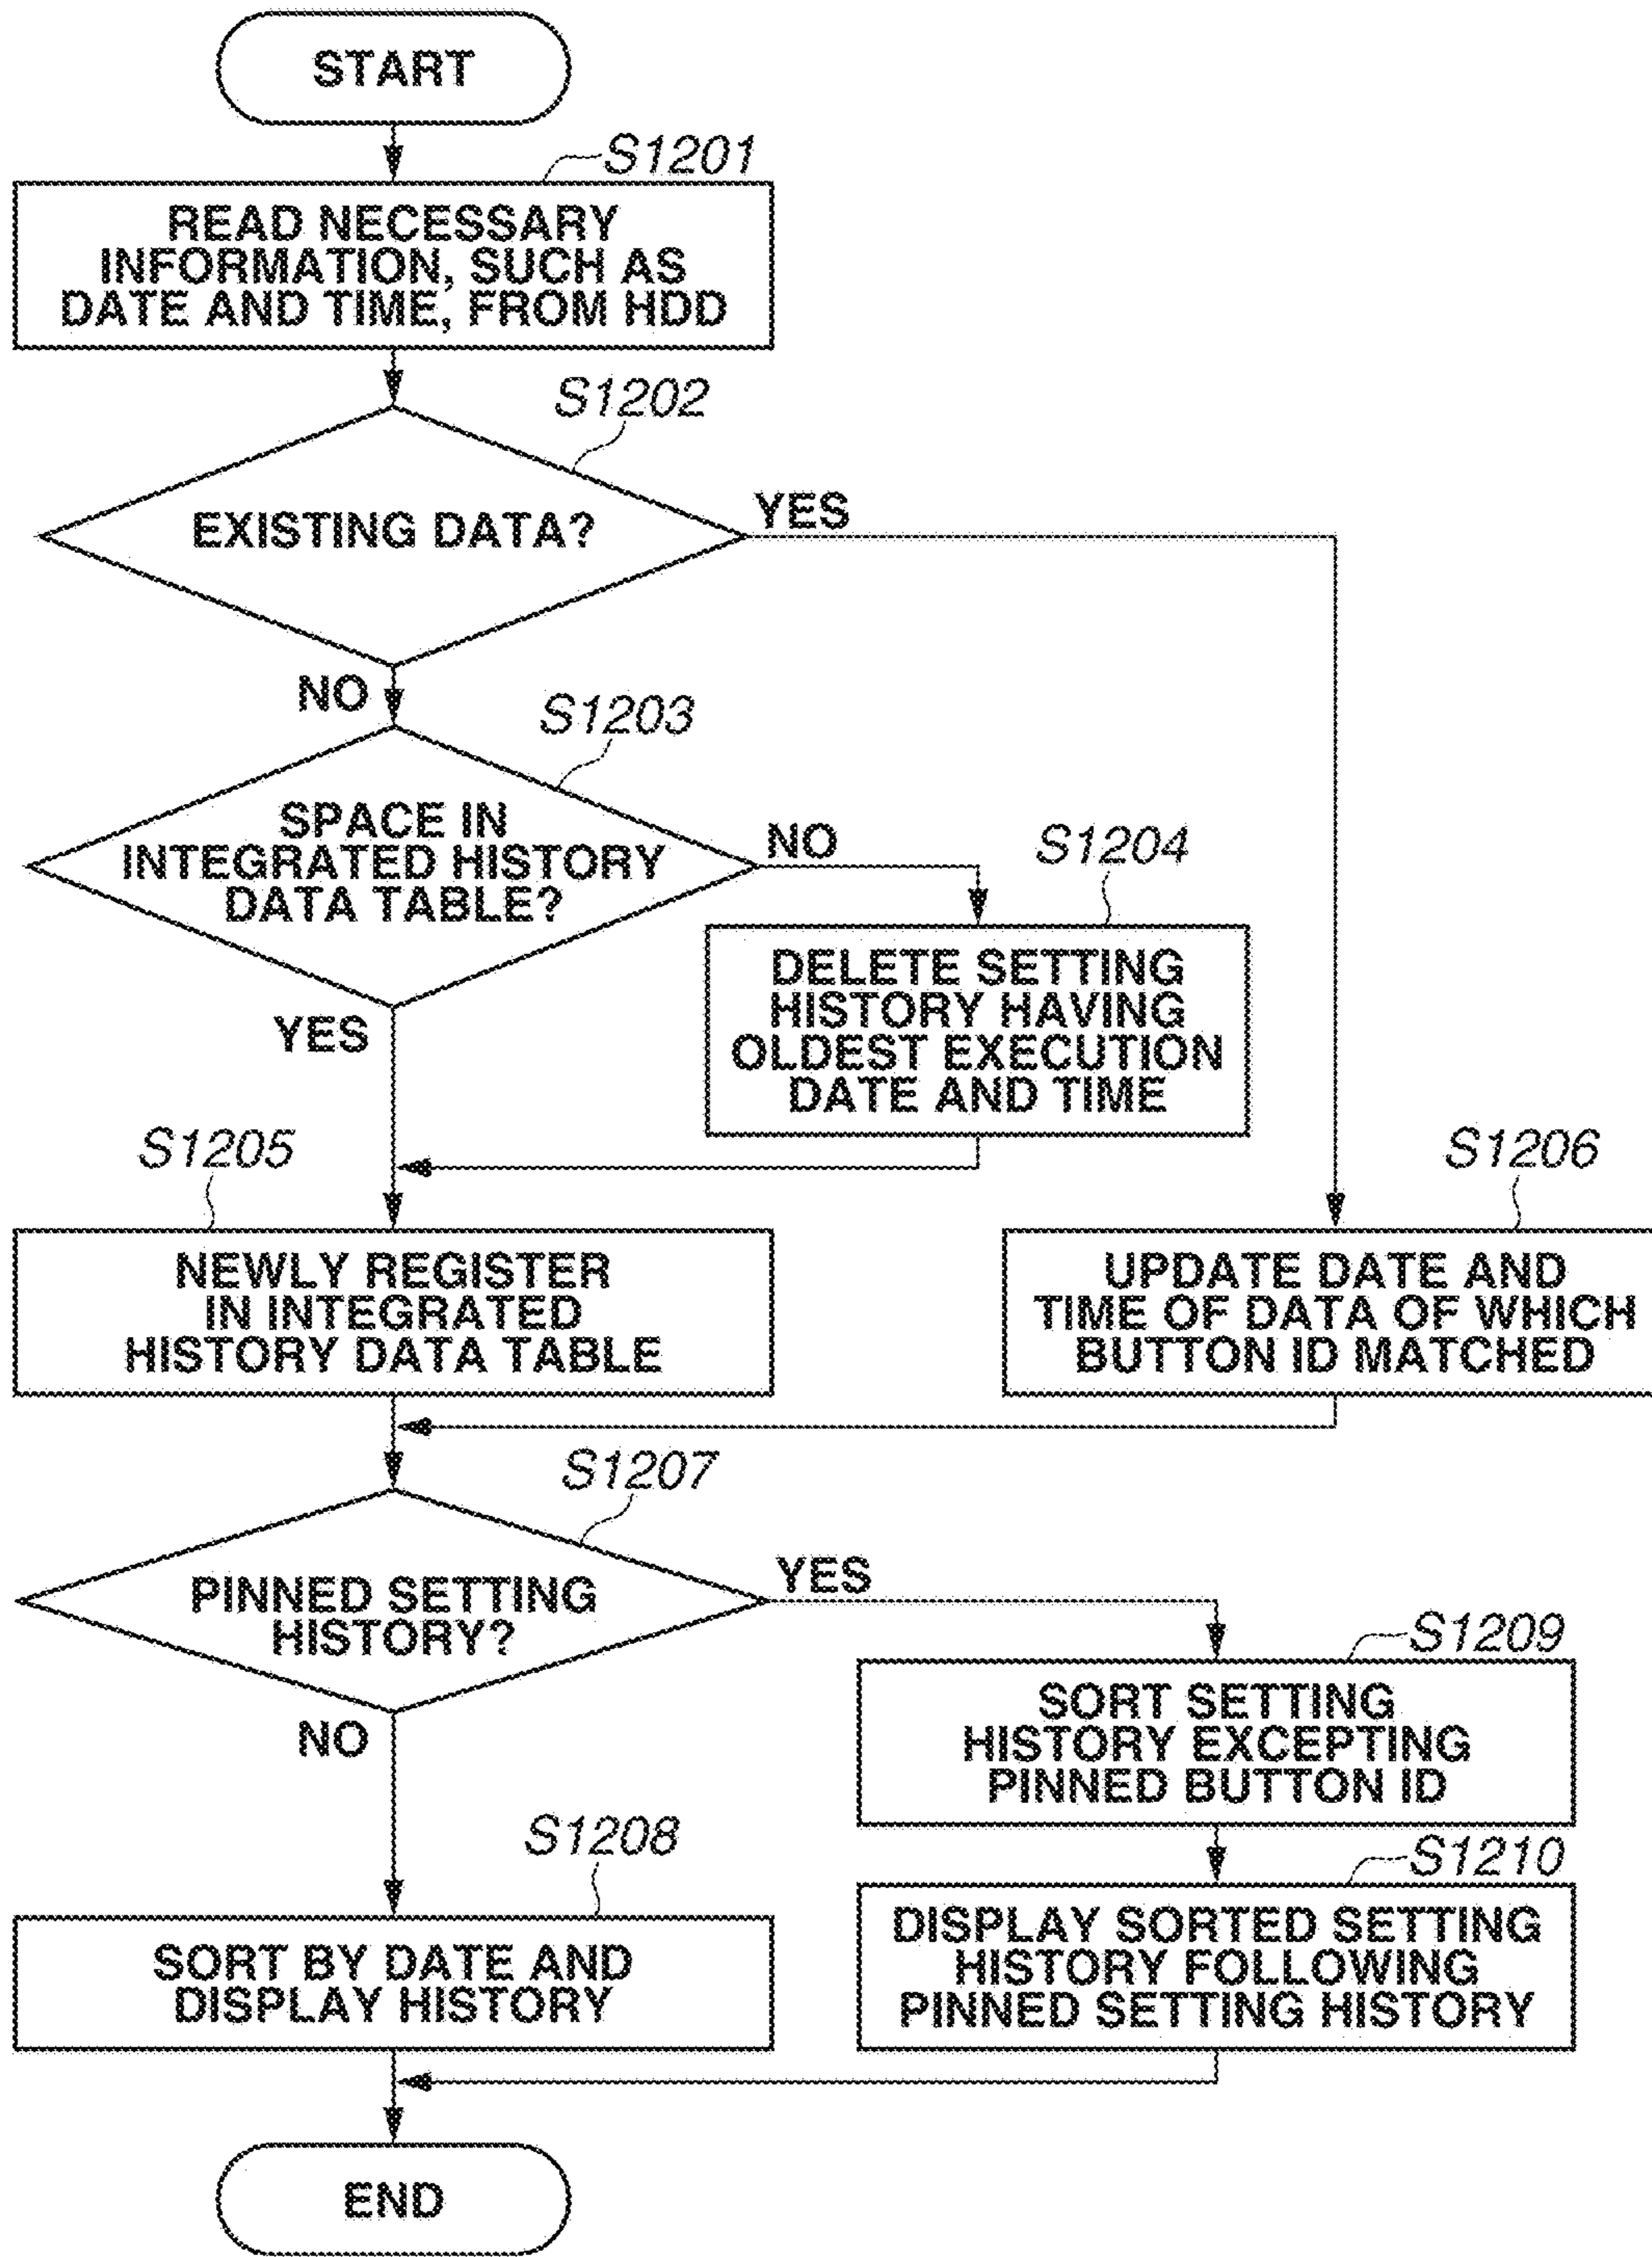 START
S1201
READ NECESSARY
INFORMATION, SUCH AS
DATE AND TIME, FROM HDD
S1202
EXISTING DATA?
YES
NO
S1203
SPACE IN
INTEGRATED HISTORY
DATA TABLE?
NO
YES
S1204
DELETE SETTING
HISTORY HAVING
OLDEST EXECUTION
DATE AND TIME
S1205
NEWLY REGISTER
IN INTEGRATED
HISTORY DATA TABLE
S1206
UPDATE DATE AND
TIME OF DATA OF WHICH
BUTTON ID MATCHED
S1207
PINNED SETTING
HISTORY?
YES
NO
S1209
SORT SETTING
HISTORY EXCEPTING
PINNED BUTTON ID
S1208
SORT BY DATE AND
DISPLAY HISTORY
S1210
DISPLAY SORTED SETTING
HISTORY FOLLOWING
PINNED SETTING HISTORY
END